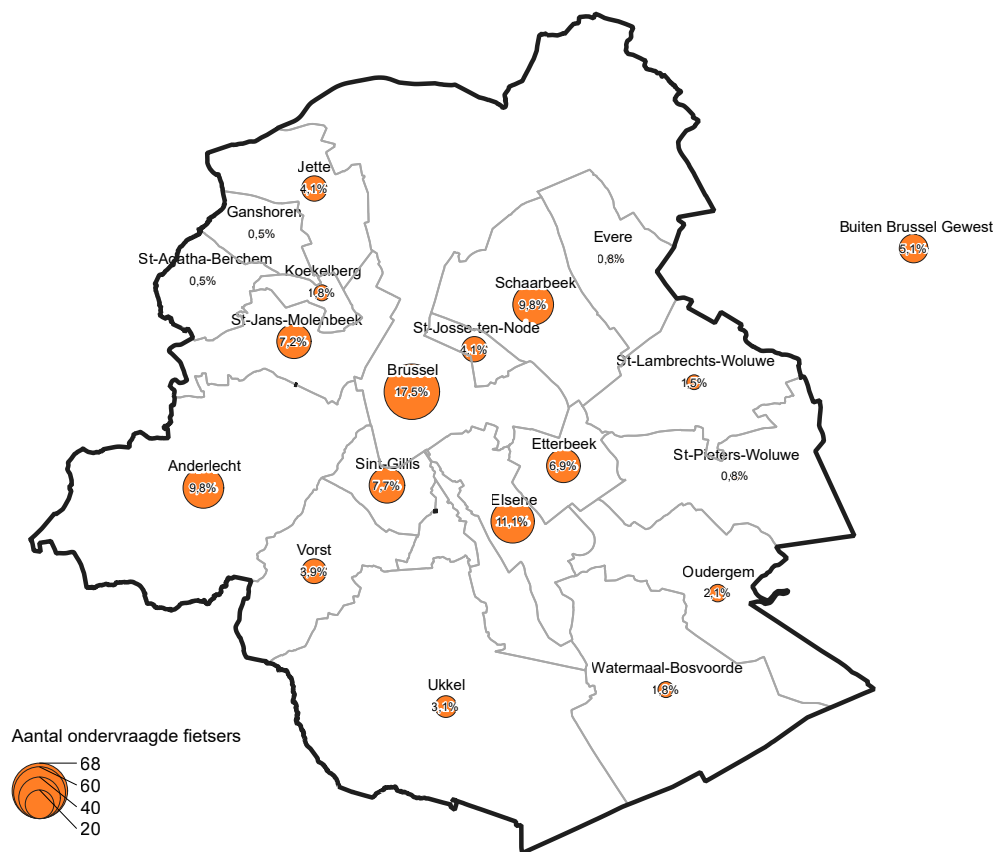 Jette
4,1%
Ganshoren
0,5%
Buiten Brussel Gewest
5,1%
Evere
0,8%
St-Agatha-Berchem
0,5%
Koekelberg
1,8%
Schaarbeek
9,8%
St-Jans-Molenbeek
7,2%
St-Josse-ten-Node
4,1%
St-Lambrechts-Woluwe
1,5%
Brussel
17,5%
Etterbeek
6,9%
St-Pieters-Woluwe
0,8%
Anderlecht
9,8%
Sint-Gillis
7,7%
Elsene
11,1%
Vorst
3,9%
Oudergem
2,1%
Watermaal-Bosvoorde
1,8%
Ukkel
3,1%
Aantal ondervraagde fietsers
68
60
40
20